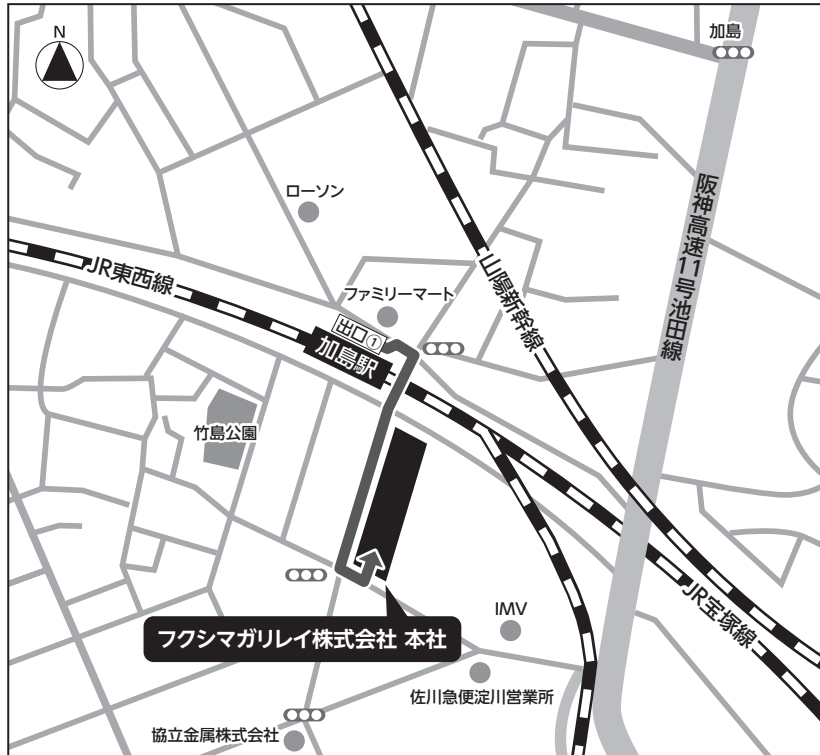 N
加島
ローソン
阪神高速11号池田線
JR東西線
山陽新幹線
ファミリーマート
出口①
加島駅
竹島公園
IMV
JR宝塚線
フクシマガリレイ株式会社 本社
佐川急便淀川営業所
協立金属株式会社